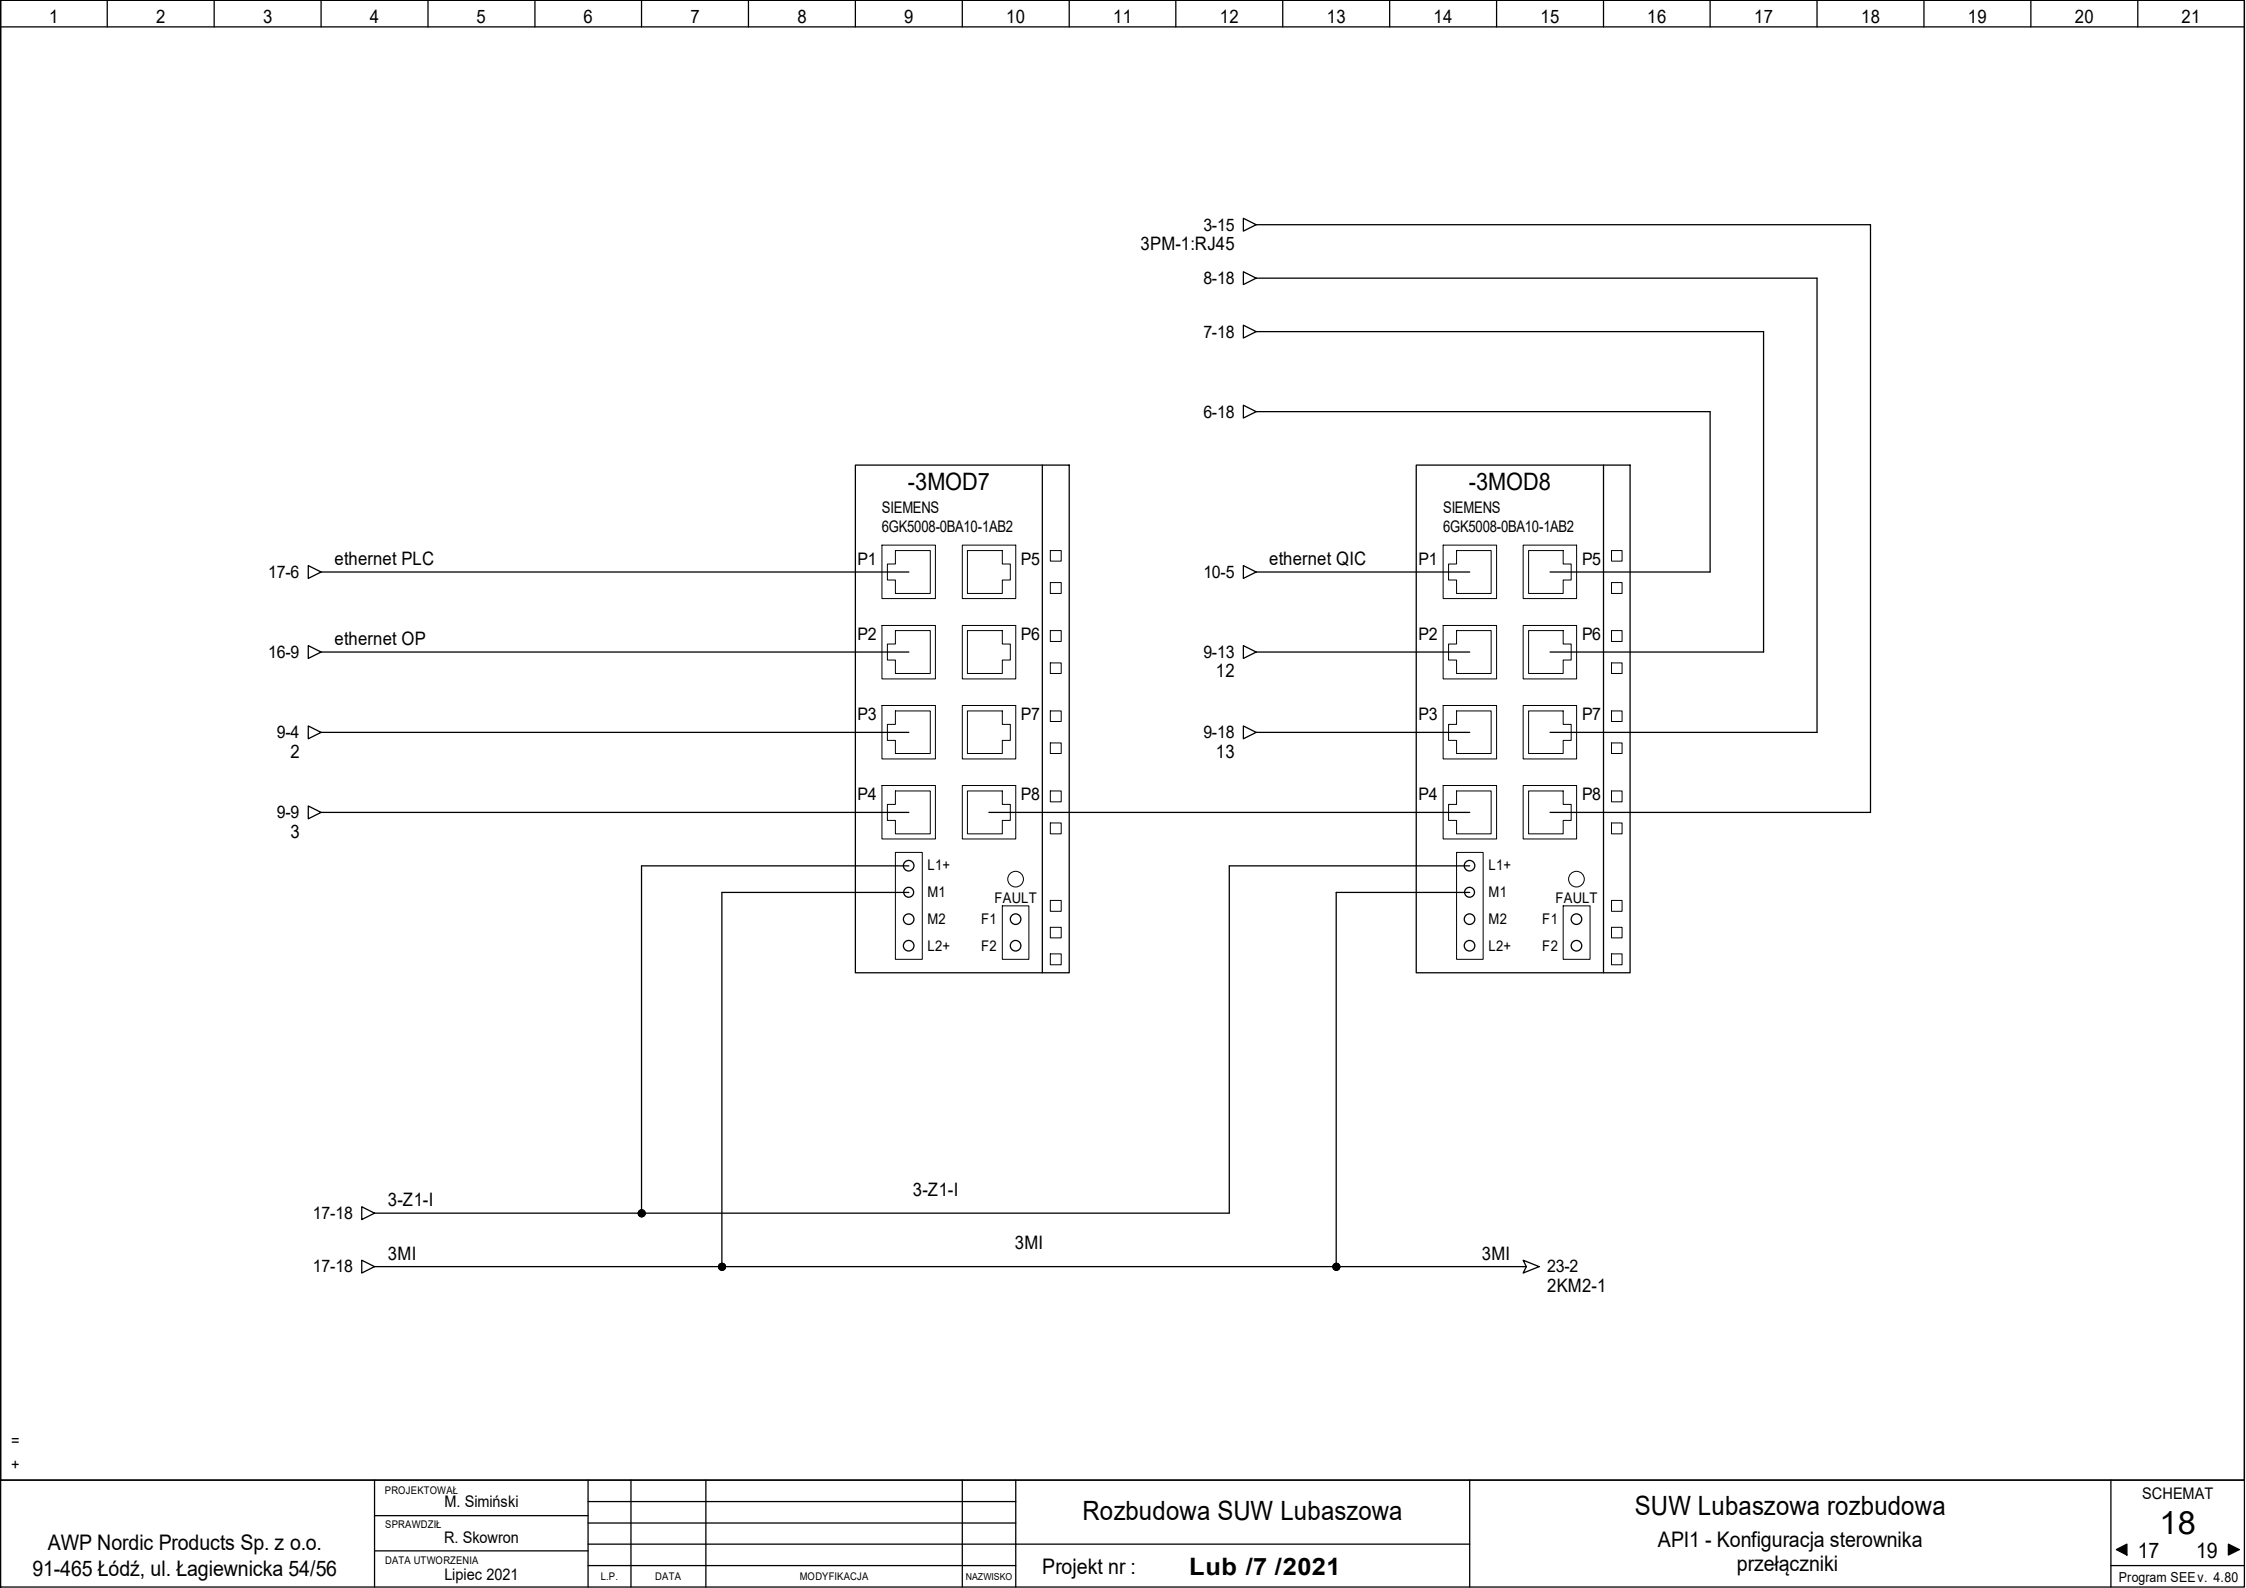 1 2 3 4 5 6 7 8 9 10 11 12 13 14 15 16 17 18 19 20 21
3-15
3PM-1:RJ45
8-18
7-18
6-18
-3MOD7
SIEMENS
6GK5008-0BA10-1AB2
P1 P5
P2 P6
P3 P7
P4 P8
L1+
M1
M2
L2+
FAULT
F1
F2
17-6 ethernet PLC
16-9 ethernet OP
9-4
2
9-9
3
-3MOD8
SIEMENS
6GK5008-0BA10-1AB2
P1 P5
P2 P6
P3 P7
P4 P8
L1+
M1
M2
L2+
FAULT
F1
F2
10-5 ethernet QIC
9-13
12
9-18
13
17-18 3-Z1-I 3-Z1-I
17-18 3MI 3MI 3MI 23-2
2KM2-1
=
+
AWP Nordic Products Sp. z o.o.
91-465 Łódź, ul. Łagiewnicka 54/56
PROJEKTOWAŁ
M. Simiński
SPRAWDZIŁ
R. Skowron
DATA UTWORZENIA
Lipiec 2021
L.P. DATA MODYFIKACJA NAZWISKO
Rozbudowa SUW Lubaszowa
Projekt nr : Lub /7 /2021
SUW Lubaszowa rozbudowa
API1 - Konfiguracja sterownika
przełączniki
SCHEMAT
18
◄ 17 19 ►
Program SEE v. 4.80